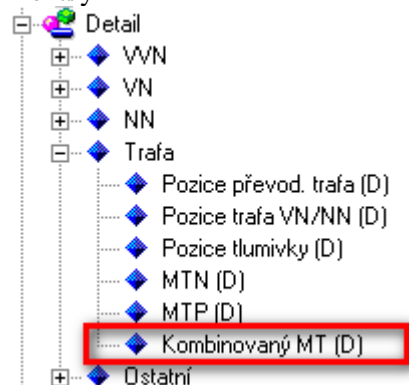 Detail
VVN
VN
NN
Trafa
Pozice převod. trafa (D)
Pozice trafa VN/NN (D)
Pozice tlumivky (D)
MTN (D)
MTP (D)
Kombinovaný MT (D)
Ostatní